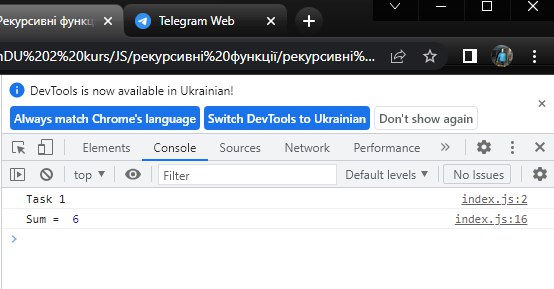 Рекурсивні функц
Telegram Web
nDU%202%20kurs/JS/рекурсивні%20функції/рекурсивні%...
DevTools is now available in Ukrainian!
Always match Chrome's language
Switch DevTools to Ukrainian
Don't show again
Elements Console Sources Network »
top Filter Default levels No Issues
Task 1 index.js:2
Sum = 6 index.js:16